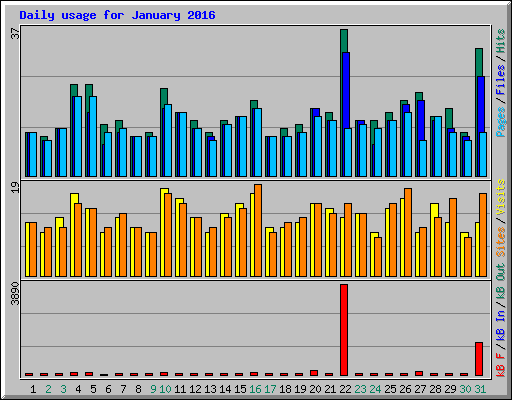 Daily usage for January 2016
37
Pages / Files / Hits
19
Sites / Visits
3890
kB F / kB In / kB Out
1 2 3 4 5 6 7 8 9 10 11 12 13 14 15 16 17 18 19 20 21 22 23 24 25 26 27 28 29 30 31